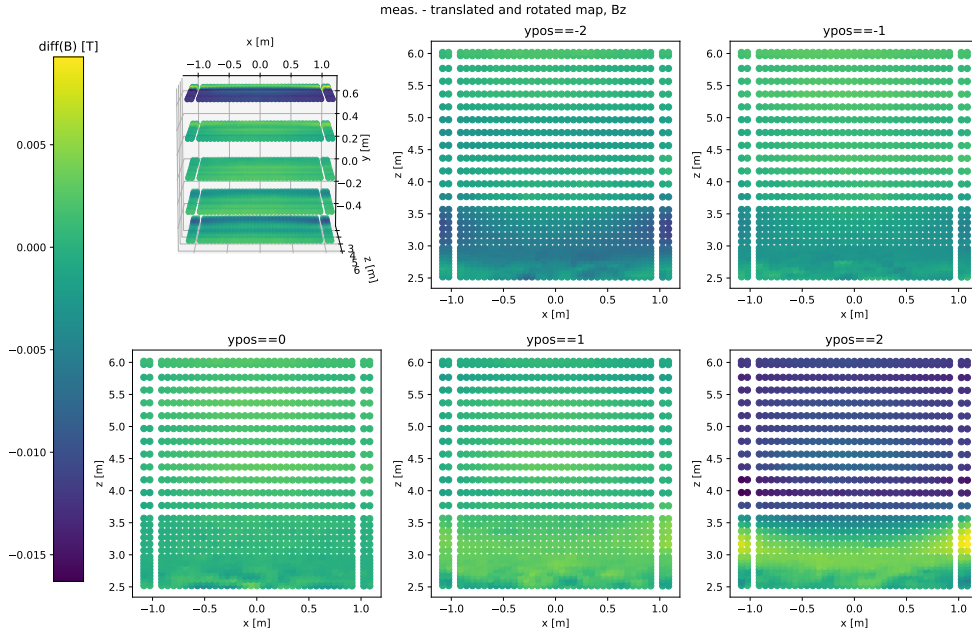 meas. - translated and rotated map, Bz
diff(B) [T]
0.005
0.000
−0.005
−0.010
−0.015
x [m]
−1.0 −0.5 0.0 0.5 1.0
0.6
0.4
0.2
0.0
−0.2
−0.4
y [m]
z [m]
ypos==-2
6.0
5.5
5.0
4.5
4.0
3.5
3.0
2.5
z [m]
−1.0 −0.5 0.0 0.5 1.0
x [m]
ypos==-1
6.0
5.5
5.0
4.5
4.0
3.5
3.0
2.5
z [m]
−1.0 −0.5 0.0 0.5 1.0
x [m]
ypos==0
6.0
5.5
5.0
4.5
4.0
3.5
3.0
2.5
z [m]
−1.0 −0.5 0.0 0.5 1.0
x [m]
ypos==1
6.0
5.5
5.0
4.5
4.0
3.5
3.0
2.5
z [m]
−1.0 −0.5 0.0 0.5 1.0
x [m]
ypos==2
6.0
5.5
5.0
4.5
4.0
3.5
3.0
2.5
z [m]
−1.0 −0.5 0.0 0.5 1.0
x [m]